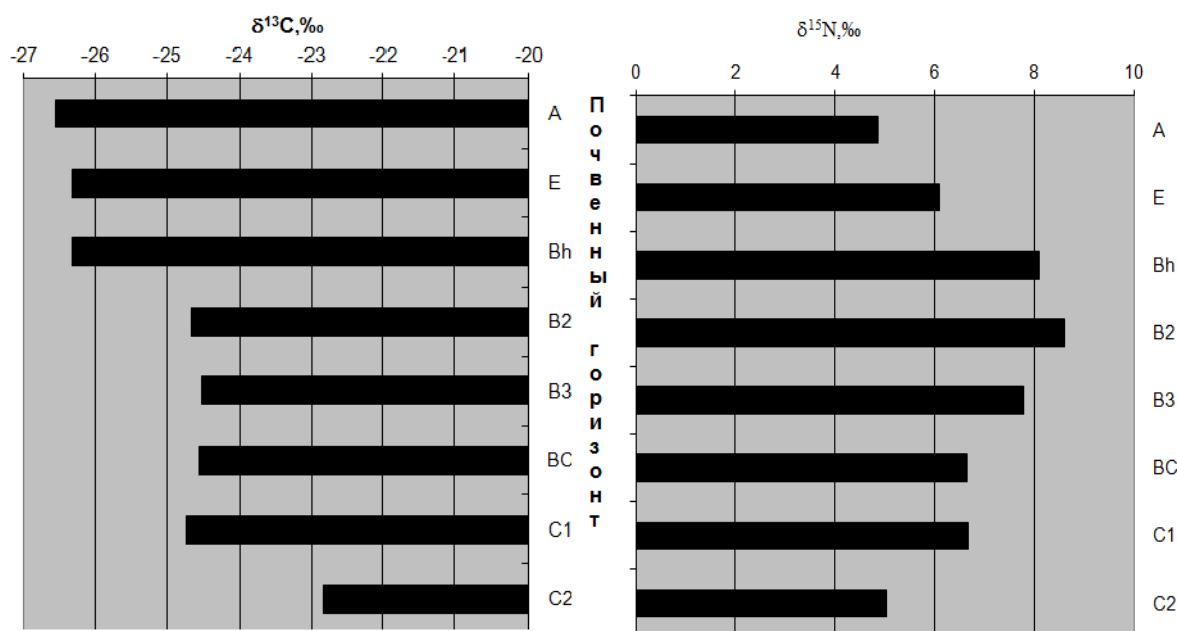 δ¹³C,‰
-27 -26 -25 -24 -23 -22 -21 -20
A
E
Bh
B2
B3
BC
C1
C2
Почвенный горизонт
δ¹⁵N,‰
0 2 4 6 8 10
A
E
Bh
B2
B3
BC
C1
C2